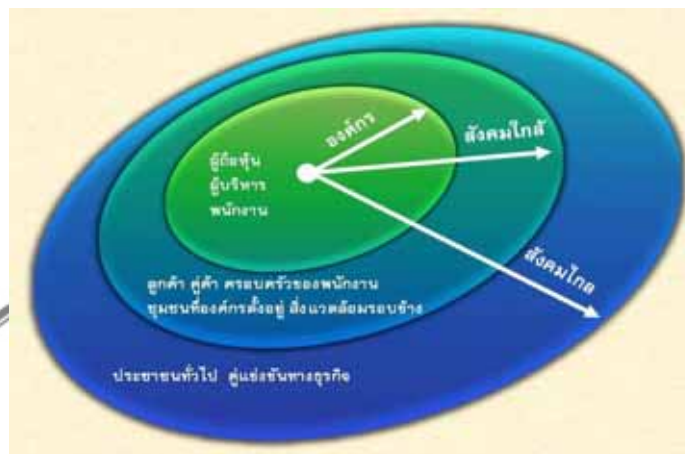 องค์กร
สังคมใกล้
ผู้ถือหุ้น
ผู้บริหาร
พนักงาน
สังคมไกล
ลูกค้า คู่ค้า ครอบครัวของพนักงาน
ชุมชนที่องค์กรตั้งอยู่ สิ่งแวดล้อมรอบข้าง
ประชาชนทั่วไป คู่แข่งขันทางธุรกิจ